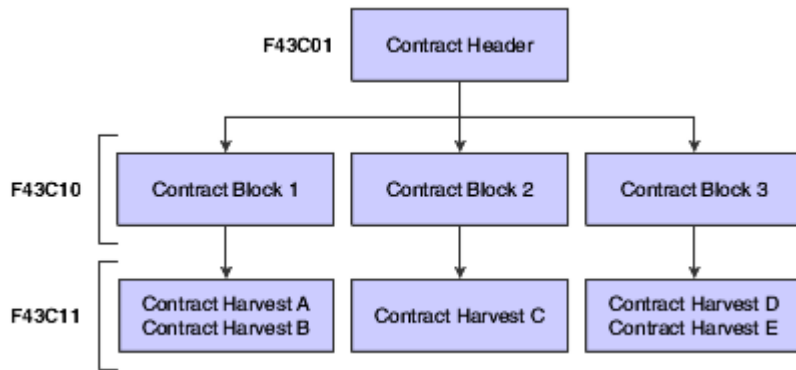 F43C01
Contract Header
F43C10
Contract Block 1
Contract Block 2
Contract Block 3
F43C11
Contract Harvest A
Contract Harvest B
Contract Harvest C
Contract Harvest D
Contract Harvest E